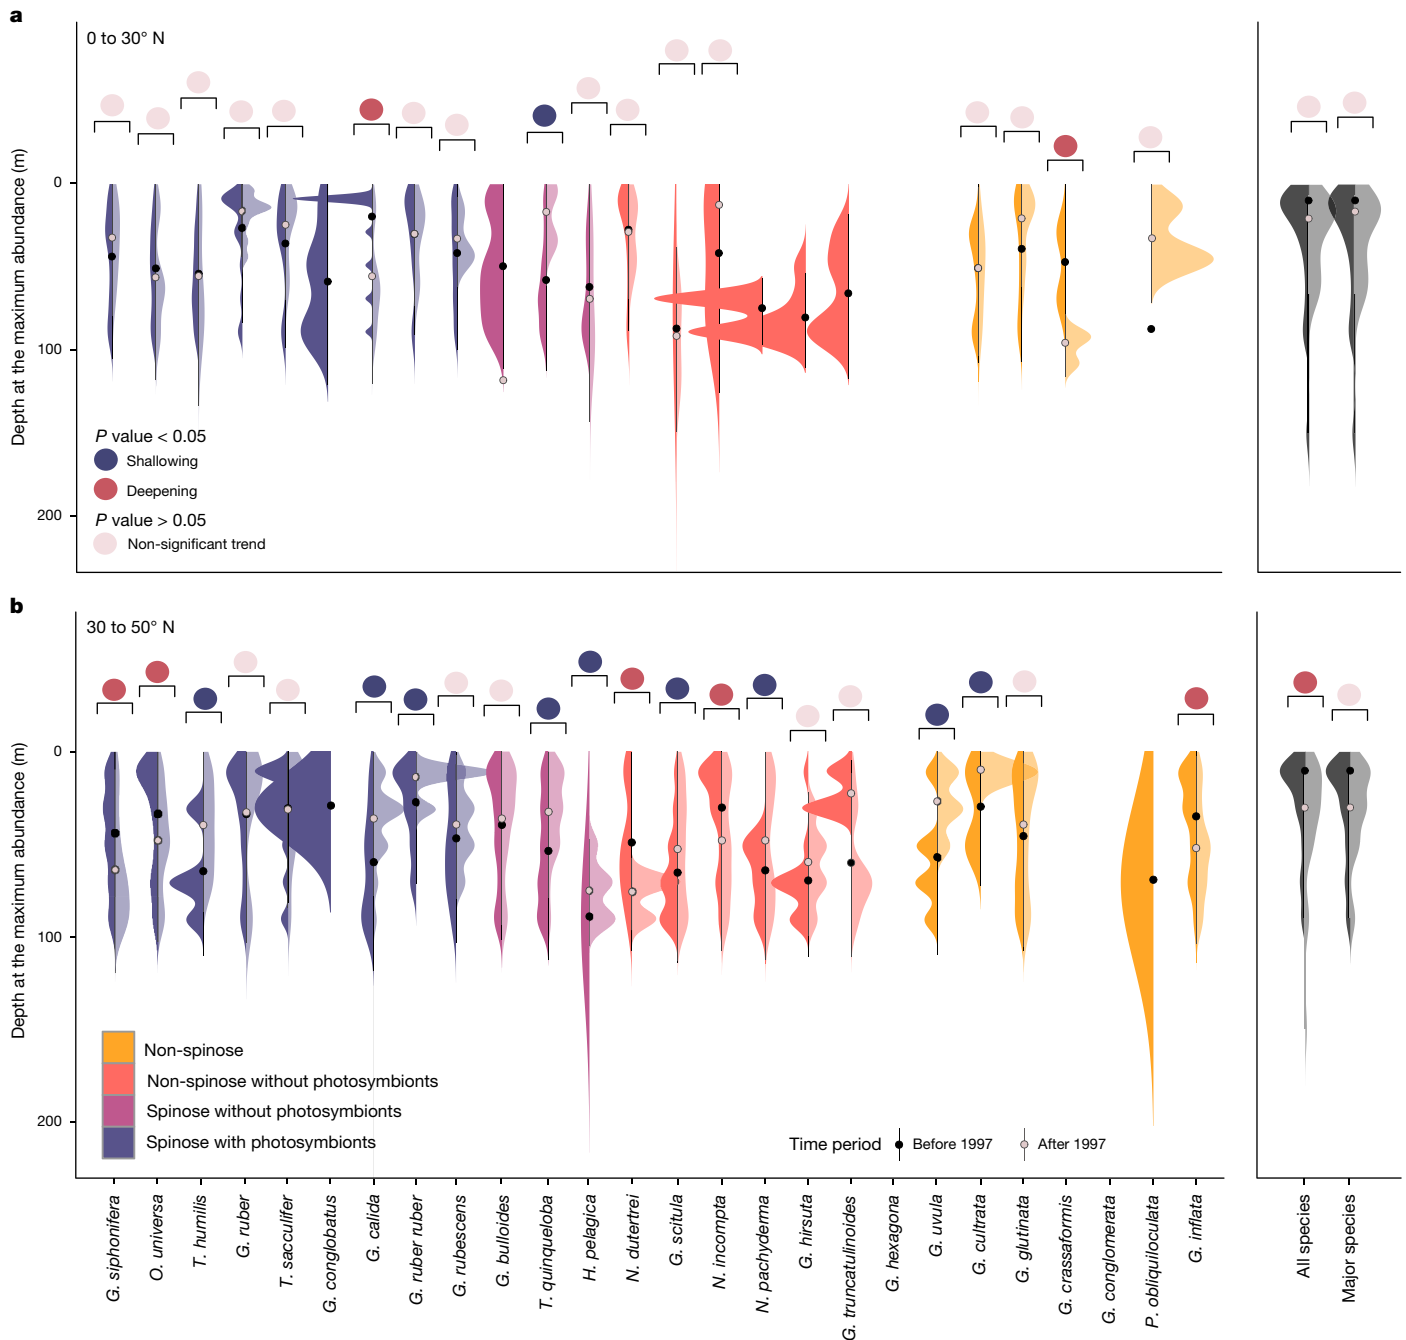 a
0 to 30° N
Depth at the maximum abundance (m)
0
100
200
P value < 0.05
Shallowing
Deepening
P value > 0.05
Non-significant trend
b
30 to 50° N
Depth at the maximum abundance (m)
0
100
200
Non-spinose
Non-spinose without photosymbionts
Spinose without photosymbionts
Spinose with photosymbionts
Time period
Before 1997
After 1997
G. siphonifera
O. universa
T. humilis
G. ruber
T. sacculifer
G. conglobatus
G. calida
G. ruber ruber
G. rubescens
G. bulloides
T. quinqueloba
H. pelagica
N. dutertrei
G. scitula
N. incompta
N. pachyderma
G. hirsuta
G. truncatulinoides
G. hexagona
G. uvula
G. cultrata
G. glutinata
G. crassaformis
G. conglomerata
P. obliquiloculata
G. inflata
All species
Major species